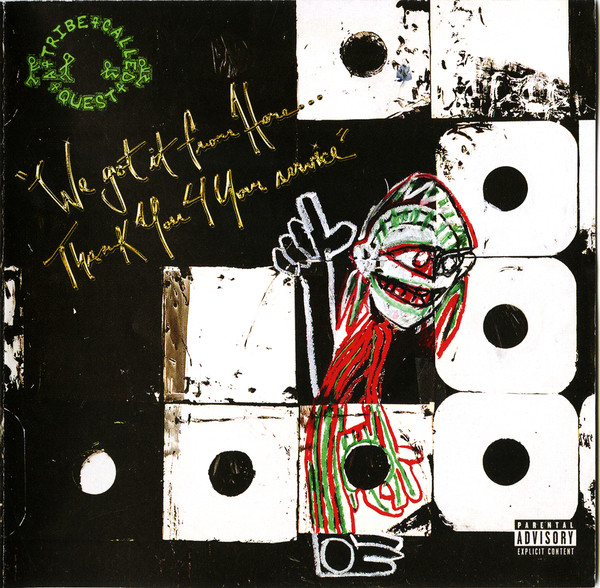 A TRIBE CALLED QUEST
"We got it from Here...
Thank You 4 Your service"
PARENTAL
ADVISORY
EXPLICIT CONTENT